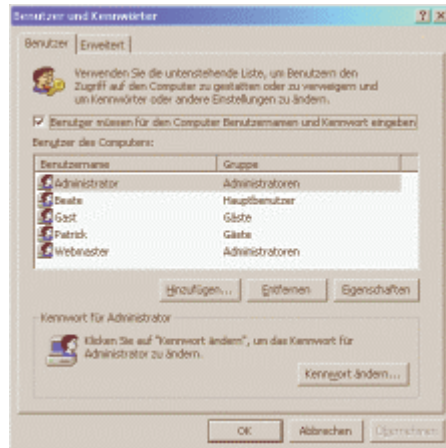 Benutzer und Kennwörter
Benutzer
Erweitert
Verwenden Sie die untenstehende Liste, um Benutzern den
Zugriff auf den Computer zu gestatten oder zu verweigern und
um Kennwörter oder andere Einstellungen zu ändern.
Benutzer müssen für den Computer Benutzernamen und Kennwort eingeben
Benutzer des Computers:
Benutzername Gruppe
Administrator Administratoren
Beate Hauptbenutzer
Gast Gäste
Patrick Gäste
Webmaster Administratoren
Hinzufügen... Entfernen Eigenschaften
Kennwort für Administrator
Klicken Sie auf "Kennwort ändern", um das Kennwort für
Administrator zu ändern.
Kennwort ändern...
OK Abbrechen Übernehmen